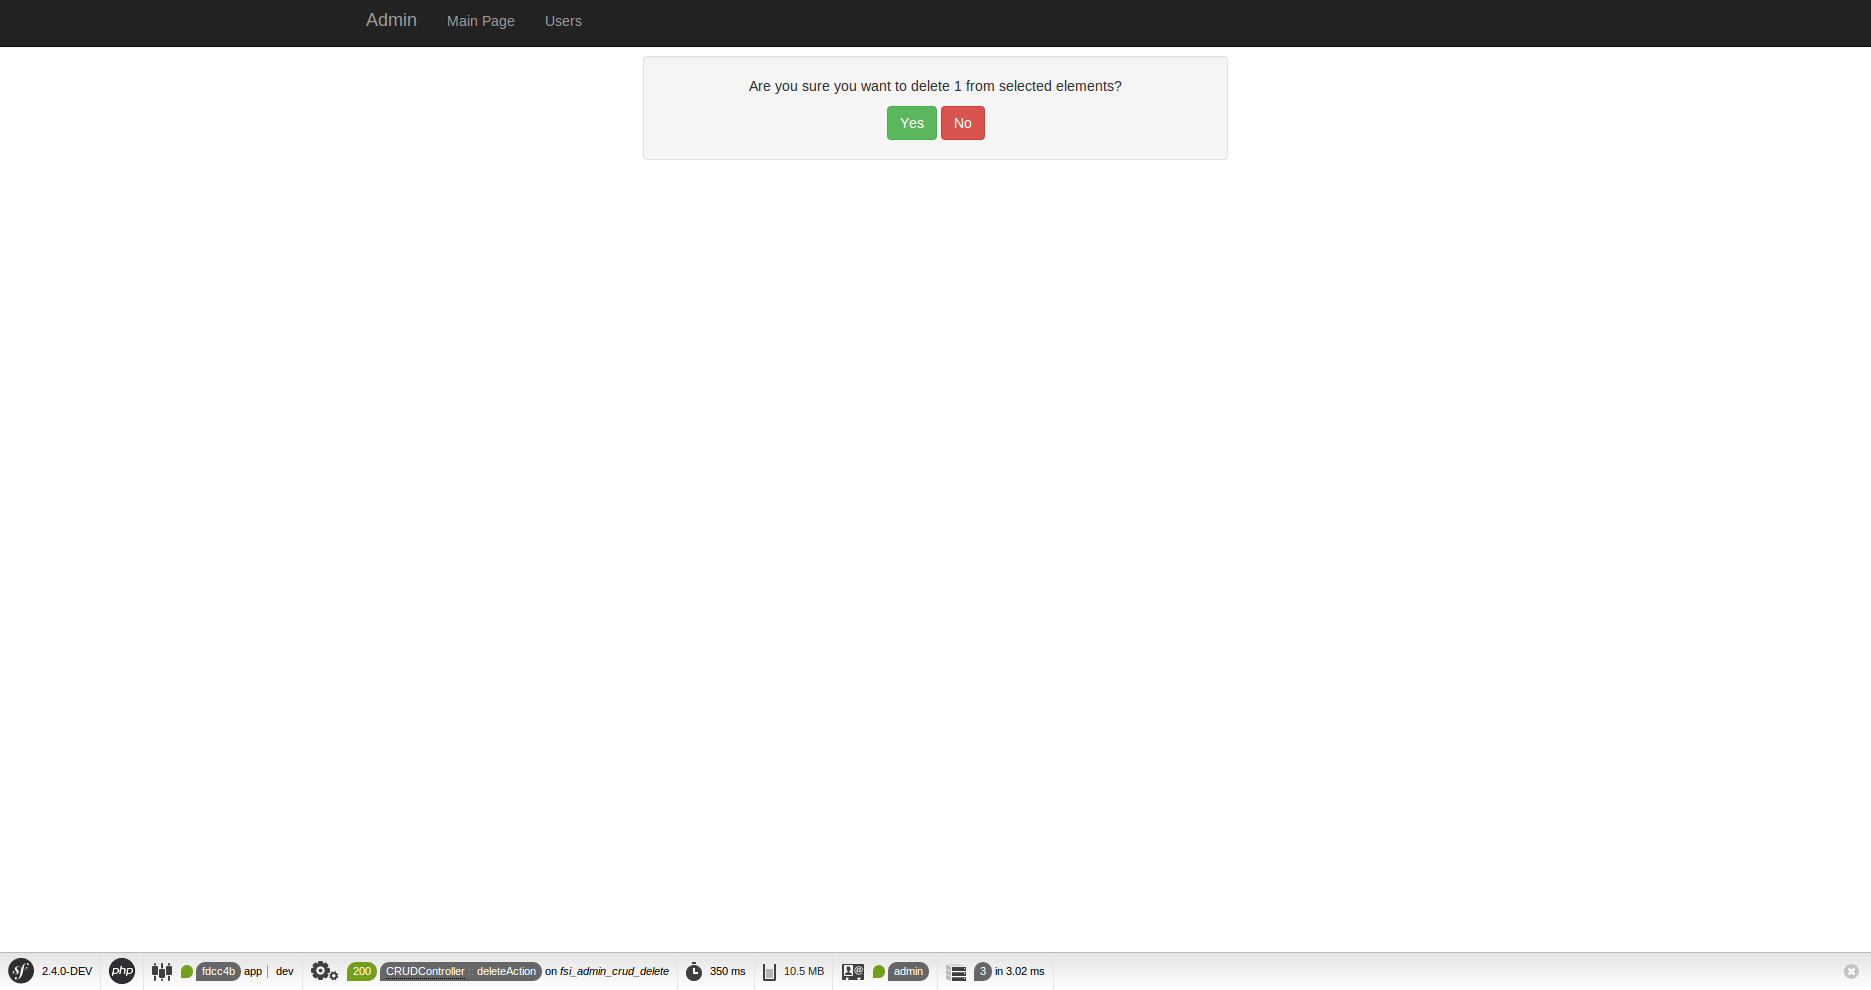 Admin Main Page Users
Are you sure you want to delete 1 from selected elements?
Yes No
sf 2.4.0-DEV php fdcc4b app | dev 200 CRUDController :: deleteAction on fsi_admin_crud_delete 350 ms 10.5 MB admin 3 in 3.02 ms